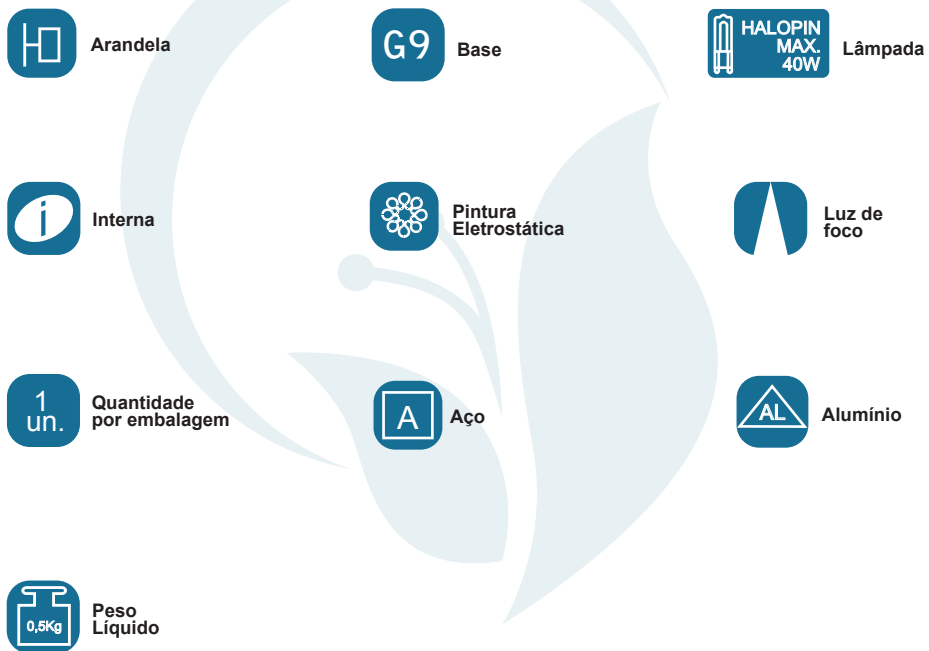 Arandela
G9
Base
HALOPIN
MAX.
40W
Lâmpada
i
Interna
Pintura
Eletrostática
Luz de
foco
1
un.
Quantidade
por embalagem
A
Aço
AL
Alumínio
0,5Kg
Peso
Líquido